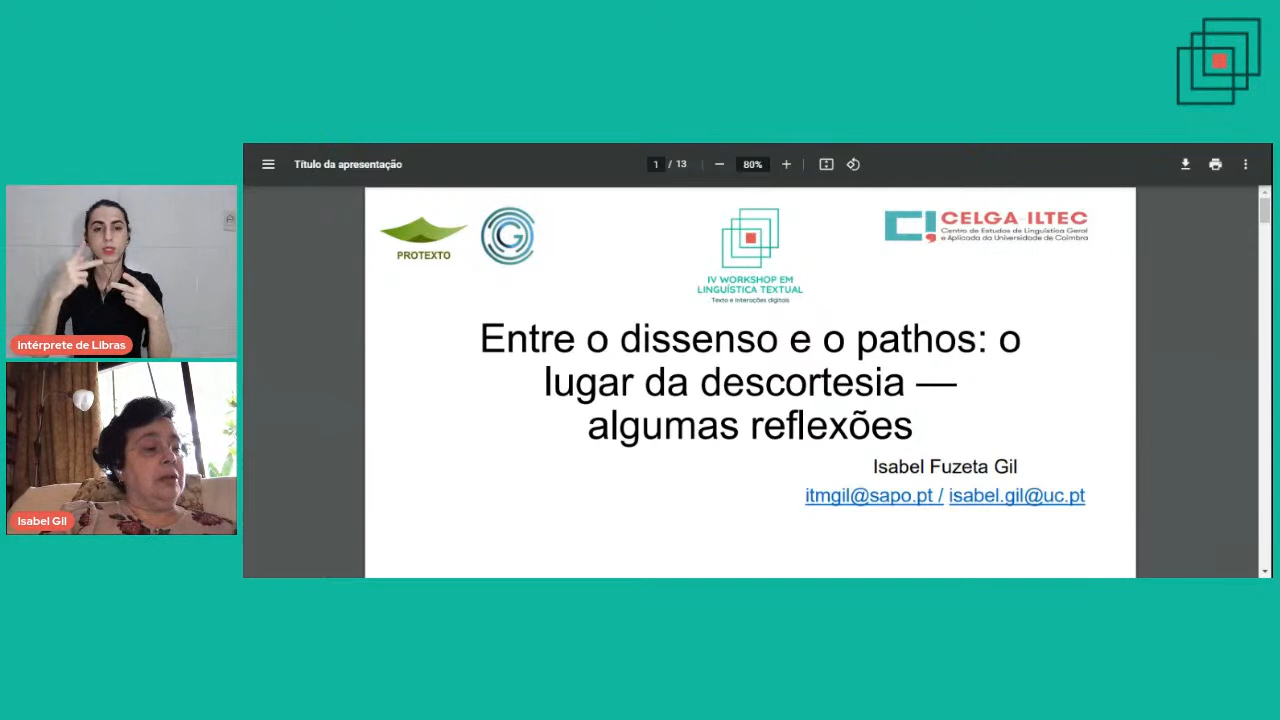 Título da apresentação
1 / 13
80%
PROTEXTO
IV WORKSHOP EM
LINGUÍSTICA TEXTUAL
Texto e interações digitais
CELGA ILTEC
Centro de Estudos de Linguística Geral
e Aplicada da Universidade de Coimbra
Entre o dissenso e o pathos: o
lugar da descortesia —
algumas reflexões
Isabel Fuzeta Gil
itmgil@sapo.pt / isabel.gil@uc.pt
Intérprete de Libras
Isabel Gil